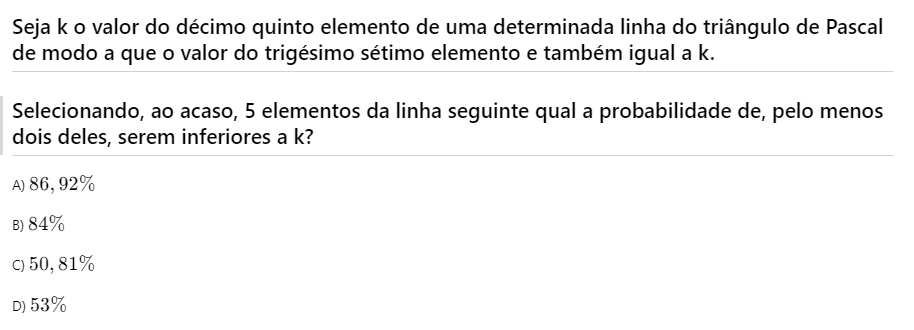 Seja k o valor do décimo quinto elemento de uma determinada linha do triângulo de Pascal
de modo a que o valor do trigésimo sétimo elemento e também igual a k.
Selecionando, ao acaso, 5 elementos da linha seguinte qual a probabilidade de, pelo menos
dois deles, serem inferiores a k?
A) 86,92%
B) 84%
C) 50,81%
D) 53%